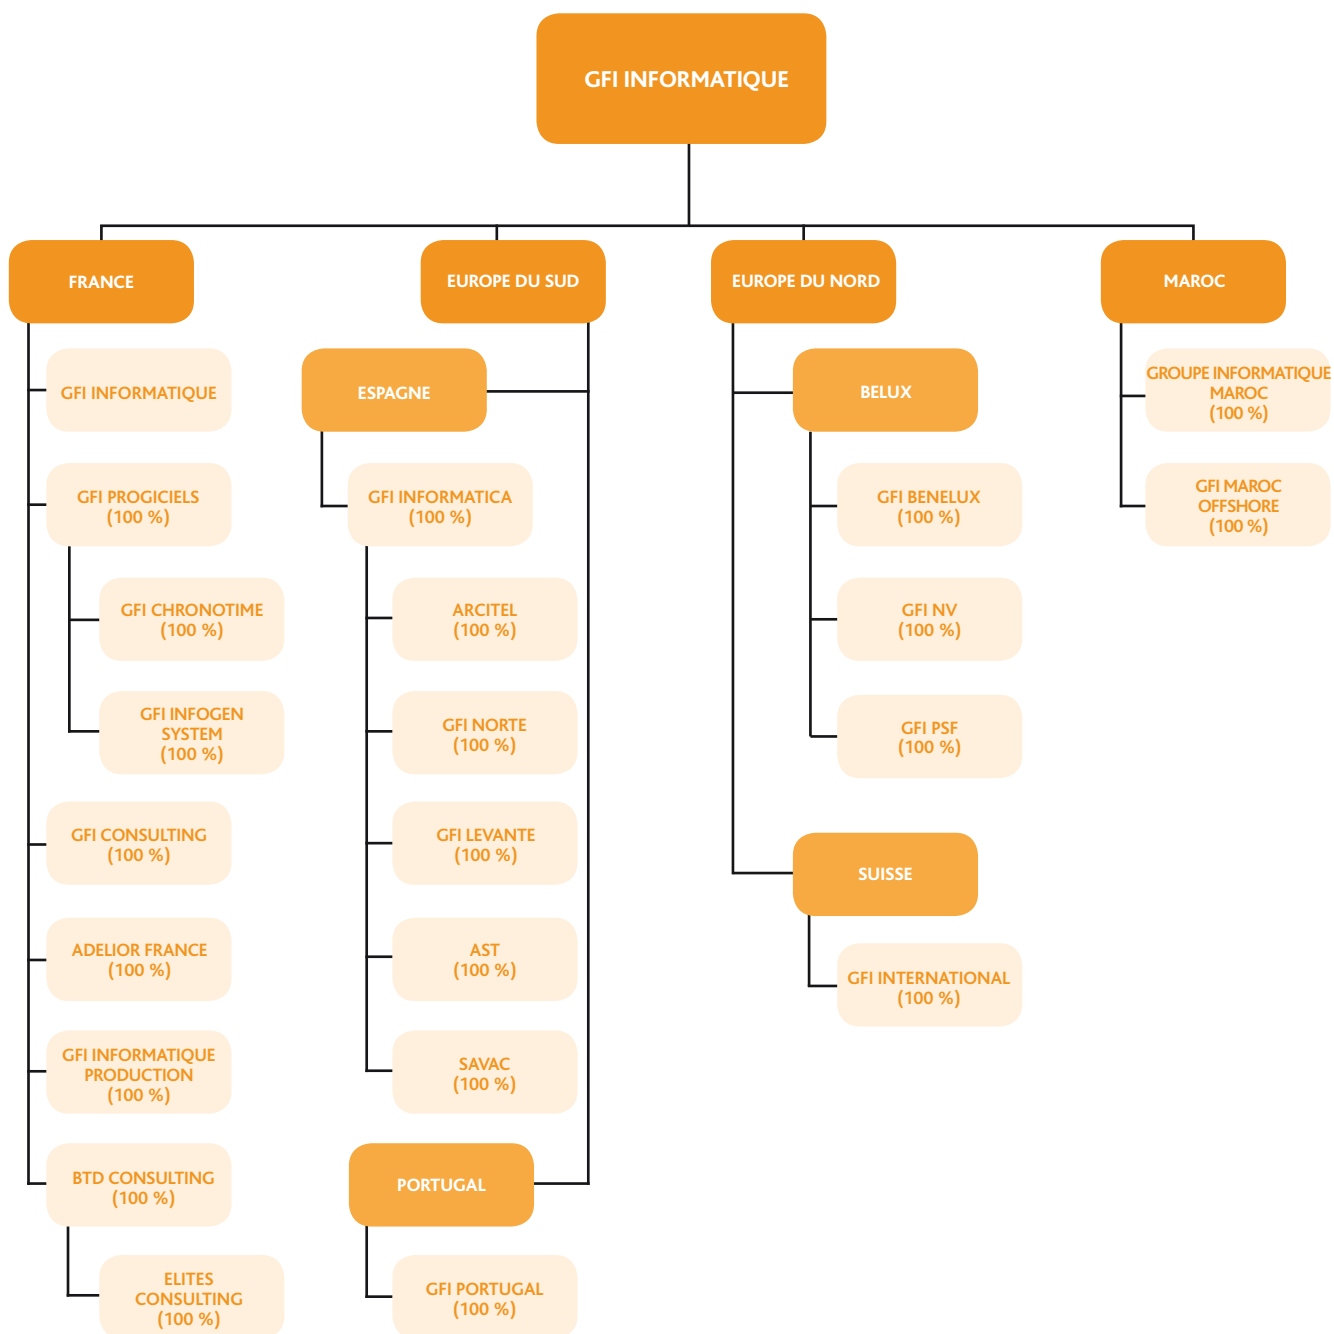 GFI INFORMATIQUE
FRANCE
GFI INFORMATIQUE
GFI PROGICIELS
(100 %)
GFI CHRONOTIME
(100 %)
GFI INFOGEN
SYSTEM
(100 %)
GFI CONSULTING
(100 %)
ADELIOR FRANCE
(100 %)
GFI INFORMATIQUE
PRODUCTION
(100 %)
BTD CONSULTING
(100 %)
ELITES
CONSULTING
(100 %)
EUROPE DU SUD
ESPAGNE
GFI INFORMATICA
(100 %)
ARCITEL
(100 %)
GFI NORTE
(100 %)
GFI LEVANTE
(100 %)
AST
(100 %)
SAVAC
(100 %)
PORTUGAL
GFI PORTUGAL
(100 %)
EUROPE DU NORD
BELUX
GFI BENELUX
(100 %)
GFI NV
(100 %)
GFI PSF
(100 %)
SUISSE
GFI INTERNATIONAL
(100 %)
MAROC
GROUPE INFORMATIQUE
MAROC
(100 %)
GFI MAROC
OFFSHORE
(100 %)